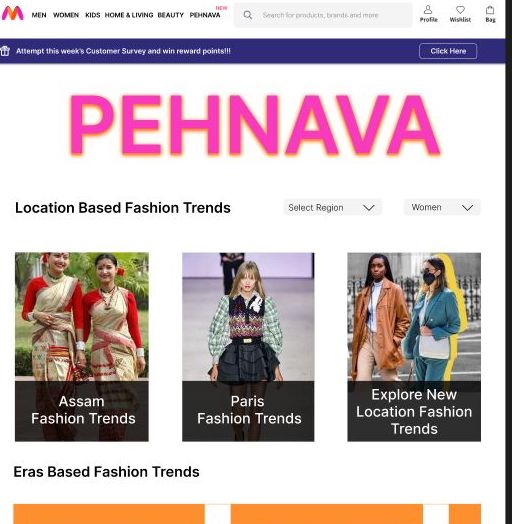 MEN WOMEN KIDS HOME & LIVING BEAUTY PEHNAVA NEW
Search for products, brands and more
Profile Wishlist Bag
Attempt this week's Customer Survey and win reward points!!!
Click Here
PEHNAVA
Location Based Fashion Trends
Select Region
Women
Assam
Fashion Trends
Paris
Fashion Trends
Explore New
Location Fashion
Trends
Eras Based Fashion Trends